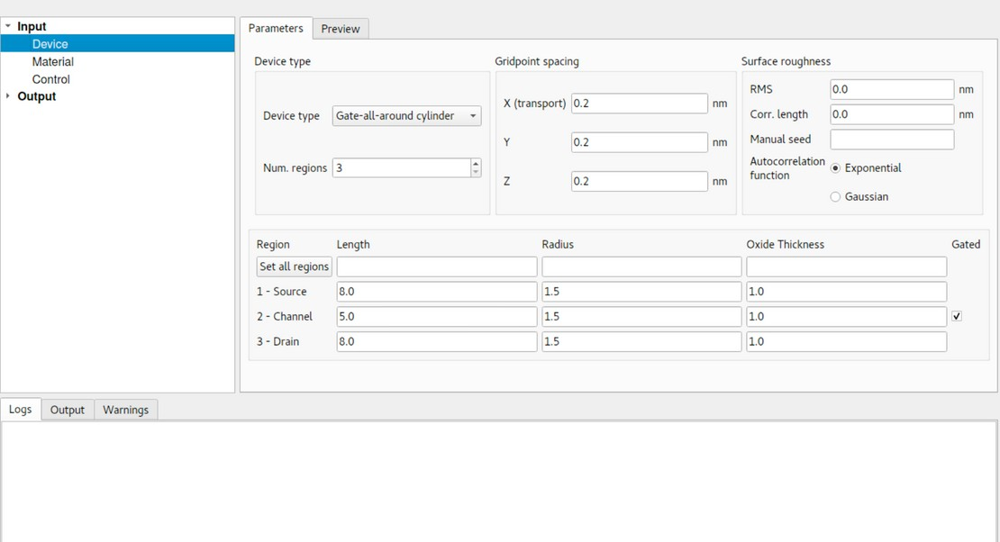 Input
Device
Material
Control
Output
Parameters Preview
Device type
Device type Gate-all-around cylinder
Num. regions 3
Gridpoint spacing
X (transport) 0.2 nm
Y 0.2 nm
Z 0.2 nm
Surface roughness
RMS 0.0 nm
Corr. length 0.0 nm
Manual seed
Autocorrelation
function
Exponential
Gaussian
Region Length Radius Oxide Thickness Gated
Set all regions
1 - Source 8.0 1.5 1.0
2 - Channel 5.0 1.5 1.0
3 - Drain 8.0 1.5 1.0
Logs Output Warnings